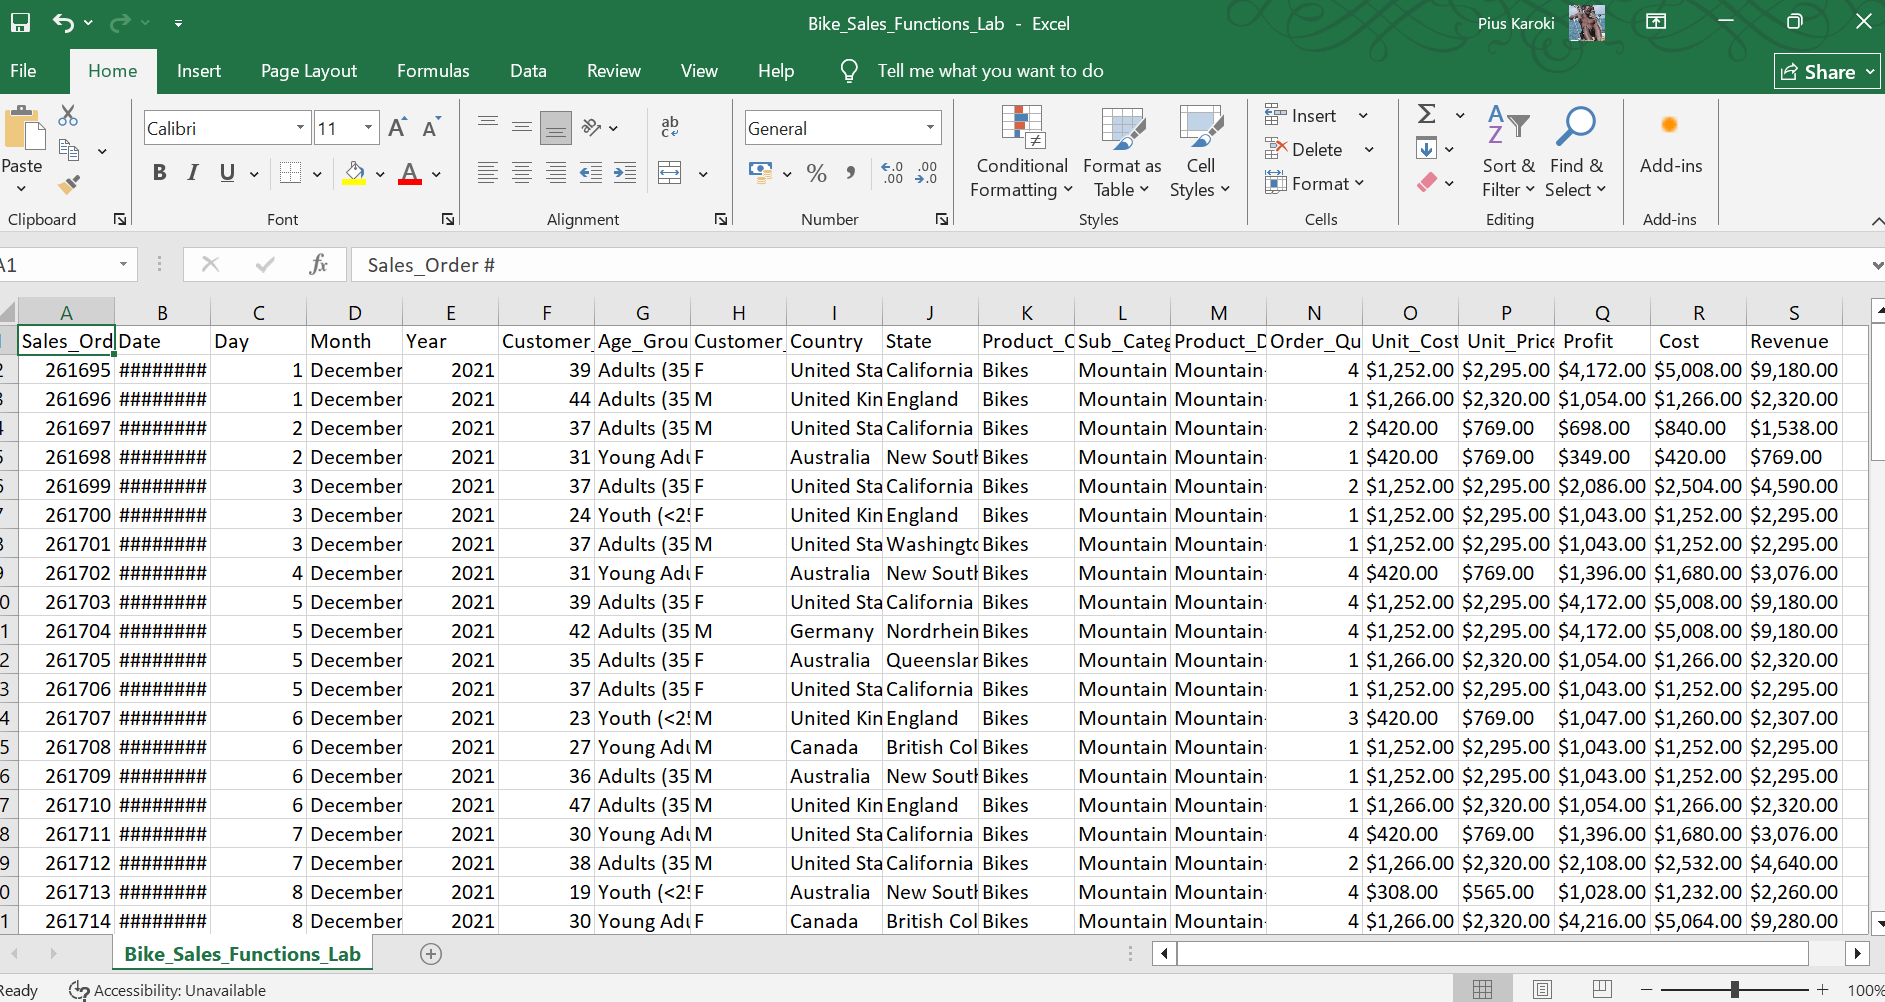 Bike_Sales_Functions_Lab - Excel
Pius Karoki
File Home Insert Page Layout Formulas Data Review View Help Tell me what you want to do Share
Paste
Clipboard
Calibri 11
B I U
Font
ab
Alignment
General
% , .0 .00 .00 .0
Number
Conditional Formatting
Format as Table
Cell Styles
Styles
Insert
Delete
Format
Cells
Sort & Filter
Find & Select
Editing
Add-ins
Add-ins
A1 fx Sales_Order #
A B C D E F G H I J K L M N O P Q R S
Sales_Ord Date Day Month Year Customer_ Age_Grou Customer_ Country State Product_C Sub_Categ Product_D Order_Qu Unit_Cost Unit_Price Profit Cost Revenue
2 261695 ######## 1 December 2021 39 Adults (35 F United Sta California Bikes Mountain Mountain- 4 $1,252.00 $2,295.00 $4,172.00 $5,008.00 $9,180.00
3 261696 ######## 1 December 2021 44 Adults (35 M United Kin England Bikes Mountain Mountain- 1 $1,266.00 $2,320.00 $1,054.00 $1,266.00 $2,320.00
4 261697 ######## 2 December 2021 37 Adults (35 M United Sta California Bikes Mountain Mountain- 2 $420.00 $769.00 $698.00 $840.00 $1,538.00
5 261698 ######## 2 December 2021 31 Young Adu F Australia New South Bikes Mountain Mountain- 1 $420.00 $769.00 $349.00 $420.00 $769.00
6 261699 ######## 3 December 2021 37 Adults (35 F United Sta California Bikes Mountain Mountain- 2 $1,252.00 $2,295.00 $2,086.00 $2,504.00 $4,590.00
7 261700 ######## 3 December 2021 24 Youth (<25 F United Kin England Bikes Mountain Mountain- 1 $1,252.00 $2,295.00 $1,043.00 $1,252.00 $2,295.00
8 261701 ######## 3 December 2021 37 Adults (35 M United Sta Washingto Bikes Mountain Mountain- 1 $1,252.00 $2,295.00 $1,043.00 $1,252.00 $2,295.00
9 261702 ######## 4 December 2021 31 Young Adu F Australia New South Bikes Mountain Mountain- 4 $420.00 $769.00 $1,396.00 $1,680.00 $3,076.00
0 261703 ######## 5 December 2021 39 Adults (35 F United Sta California Bikes Mountain Mountain- 4 $1,252.00 $2,295.00 $4,172.00 $5,008.00 $9,180.00
1 261704 ######## 5 December 2021 42 Adults (35 M Germany Nordrhein Bikes Mountain Mountain- 4 $1,252.00 $2,295.00 $4,172.00 $5,008.00 $9,180.00
2 261705 ######## 5 December 2021 35 Adults (35 F Australia Queenslan Bikes Mountain Mountain- 1 $1,266.00 $2,320.00 $1,054.00 $1,266.00 $2,320.00
3 261706 ######## 5 December 2021 37 Adults (35 F United Sta California Bikes Mountain Mountain- 1 $1,252.00 $2,295.00 $1,043.00 $1,252.00 $2,295.00
4 261707 ######## 6 December 2021 23 Youth (<25 M United Kin England Bikes Mountain Mountain- 3 $420.00 $769.00 $1,047.00 $1,260.00 $2,307.00
5 261708 ######## 6 December 2021 27 Young Adu M Canada British Col Bikes Mountain Mountain- 1 $1,252.00 $2,295.00 $1,043.00 $1,252.00 $2,295.00
6 261709 ######## 6 December 2021 36 Adults (35 M Australia New South Bikes Mountain Mountain- 1 $1,252.00 $2,295.00 $1,043.00 $1,252.00 $2,295.00
7 261710 ######## 6 December 2021 47 Adults (35 M United Kin England Bikes Mountain Mountain- 1 $1,266.00 $2,320.00 $1,054.00 $1,266.00 $2,320.00
8 261711 ######## 7 December 2021 30 Young Adu M United Sta California Bikes Mountain Mountain- 4 $420.00 $769.00 $1,396.00 $1,680.00 $3,076.00
9 261712 ######## 7 December 2021 38 Adults (35 M United Sta California Bikes Mountain Mountain- 2 $1,266.00 $2,320.00 $2,108.00 $2,532.00 $4,640.00
0 261713 ######## 8 December 2021 19 Youth (<25 F Australia New South Bikes Mountain Mountain- 4 $308.00 $565.00 $1,028.00 $1,232.00 $2,260.00
1 261714 ######## 8 December 2021 30 Young Adu F Canada British Col Bikes Mountain Mountain- 4 $1,266.00 $2,320.00 $4,216.00 $5,064.00 $9,280.00
Bike_Sales_Functions_Lab
Ready Accessibility: Unavailable 100%